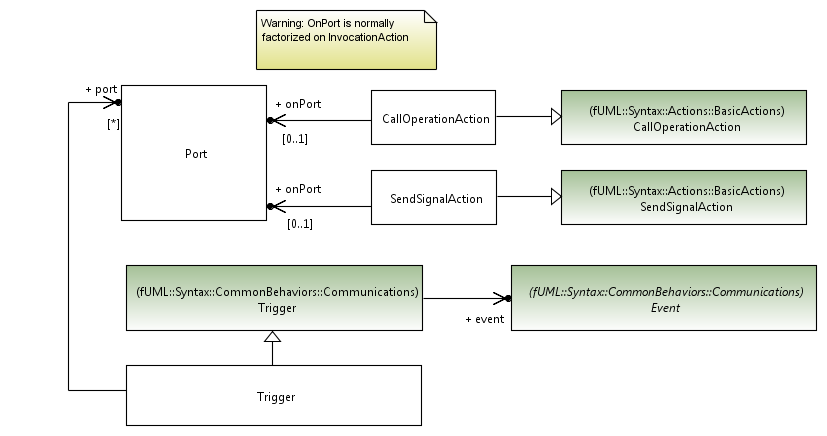 Warning: OnPort is normally
factorized on InvocationAction
+ port
[*]
Port
+ onPort
[0..1]
CallOperationAction
(fUML::Syntax::Actions::BasicActions)
CallOperationAction
+ onPort
[0..1]
SendSignalAction
(fUML::Syntax::Actions::BasicActions)
SendSignalAction
(fUML::Syntax::CommonBehaviors::Communications)
Trigger
+ event
(fUML::Syntax::CommonBehaviors::Communications)
Event
Trigger